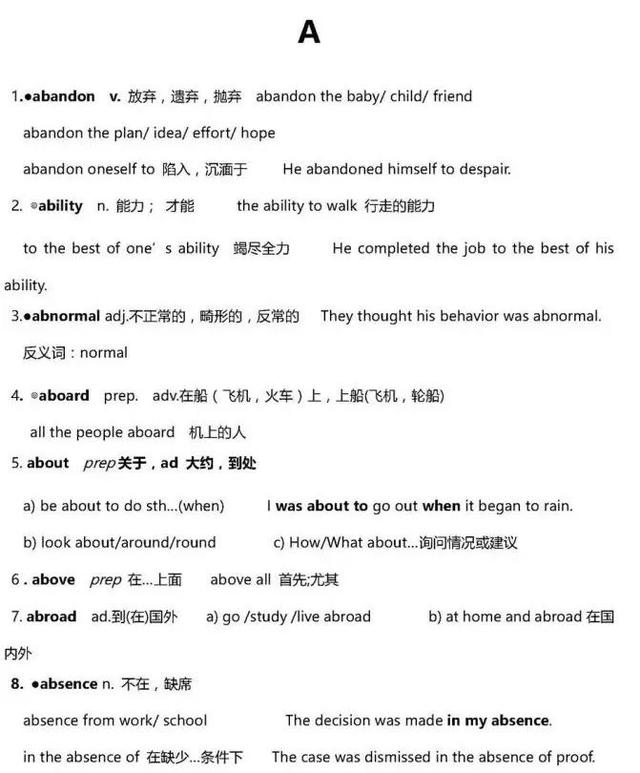 A
1.●abandon v. 放弃，遗弃，抛弃 abandon the baby/ child/ friend
abandon the plan/ idea/ effort/ hope
abandon oneself to 陷入，沉湎于 He abandoned himself to despair.
2. ◎ability n. 能力； 才能 the ability to walk 行走的能力
to the best of one’s ability 竭尽全力 He completed the job to the best of his
ability.
3.●abnormal adj.不正常的，畸形的，反常的 They thought his behavior was abnormal.
反义词：normal
4. ◎aboard prep. adv.在船（飞机，火车）上，上船(飞机，轮船)
all the people aboard 机上的人
5. about prep关于，ad 大约，到处
a) be about to do sth...(when) I was about to go out when it began to rain.
b) look about/around/round c) How/What about...询问情况或建议
6 . above prep 在...上面 above all 首先;尤其
7. abroad ad.到(在)国外 a) go /study /live abroad b) at home and abroad 在国
内外
8. ●absence n. 不在，缺席
absence from work/ school The decision was made in my absence.
in the absence of 在缺少...条件下 The case was dismissed in the absence of proof.